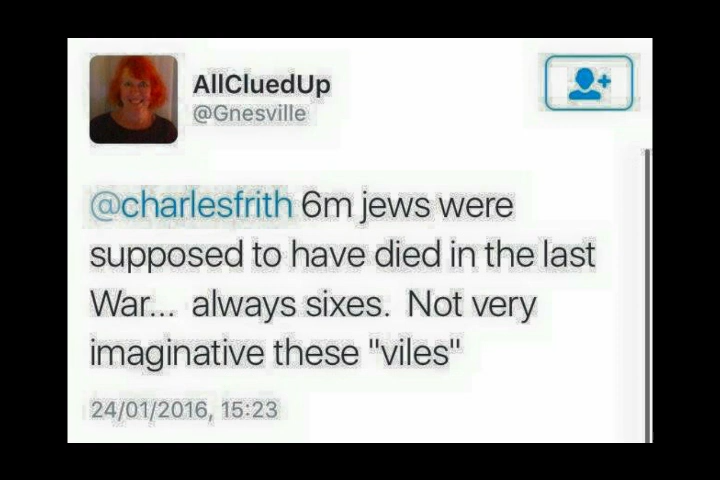 AllCluedUp
@Gnesville
@charlesfrith 6m jews were
supposed to have died in the last
War... always sixes. Not very
imaginative these "viles"
24/01/2016, 15:23